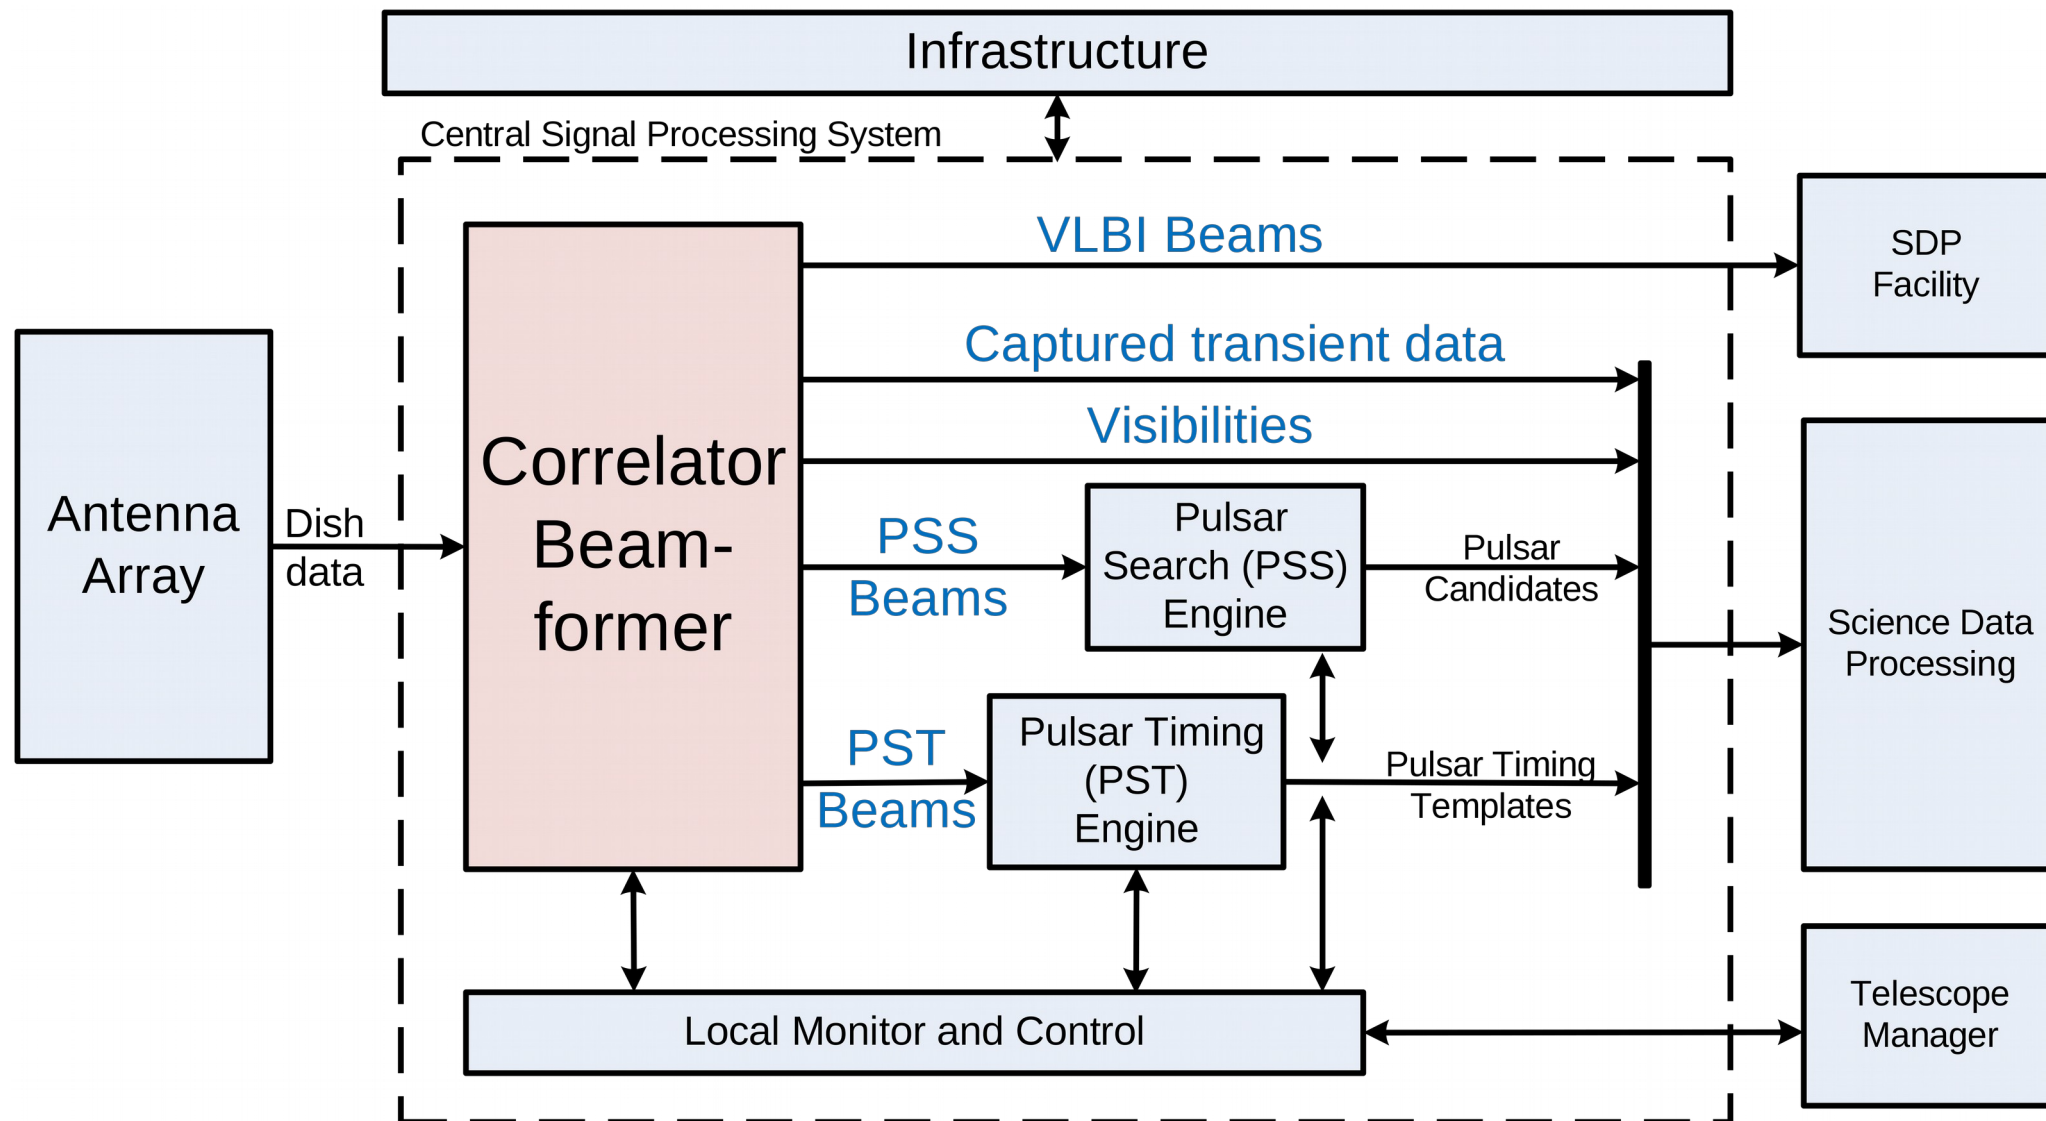 Infrastructure
Central Signal Processing System
VLBI Beams
SDP
Facility
Captured transient data
Visibilities
Antenna
Array
Dish
data
Correlator
Beam-
former
PSS
Beams
Pulsar
Search (PSS)
Engine
Pulsar
Candidates
Science Data
Processing
PST
Beams
Pulsar Timing
(PST)
Engine
Pulsar Timing
Templates
Local Monitor and Control
Telescope
Manager